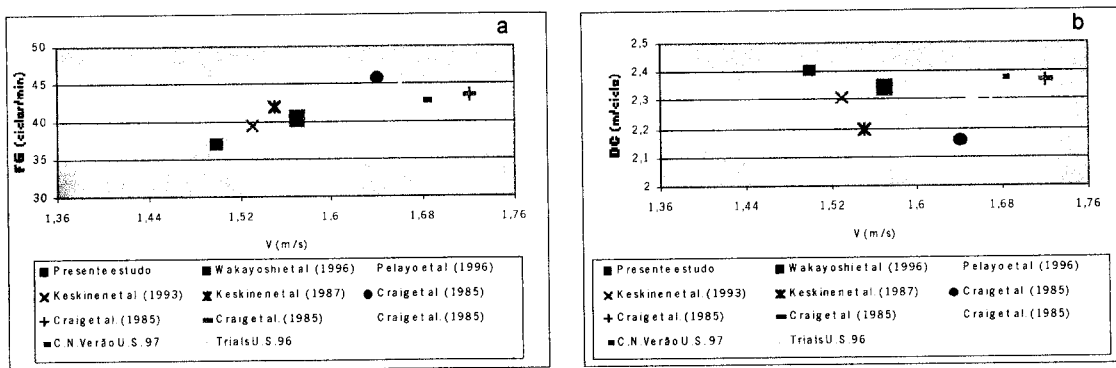 a
FG (ciclar/min)
50
45
40
35
30
1,36
1,44
1,52
1,6
1,68
1,76
V (m/s)
Presente estudo
Wakayoshi et al (1996)
Pelayo et al (1996)
Keskinen et al (1993)
Keskinen et al (1987)
Craig et al (1985)
Craig et al. (1985)
Craig et al. (1985)
Craig et al. (1985)
C.N. Verão U.S. 97
Trials U.S. 96
b
DC (m/ciclo)
2,5
2,4
2,3
2,2
2,1
2
1,36
1,44
1,52
1,6
1,68
1,76
V (m/s)
Presente estudo
Wakayoshi et al (1996)
Pelayo et al (1996)
Keskinen et al. (1993)
Keskinen et al. (1987)
Craig et al (1985)
Craig et al. (1985)
Craig et al. (1985)
Craig et al. (1985)
C.N. Verão U.S. 97
Trials U.S. 96